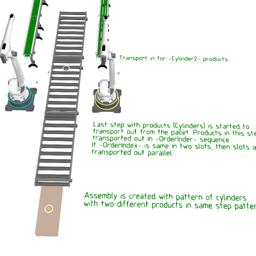 Transport in for -Cylinder2- products.
Last step with products (Cylinders) is started to
transport out from the pallet. Products in this ste
transported out in -OrderInder- sequence.
If -OrderIndex- is same in two slots, then slots a
transported out parallel.
Assembly is created with pattern of cylinders
with two different products in same step patter